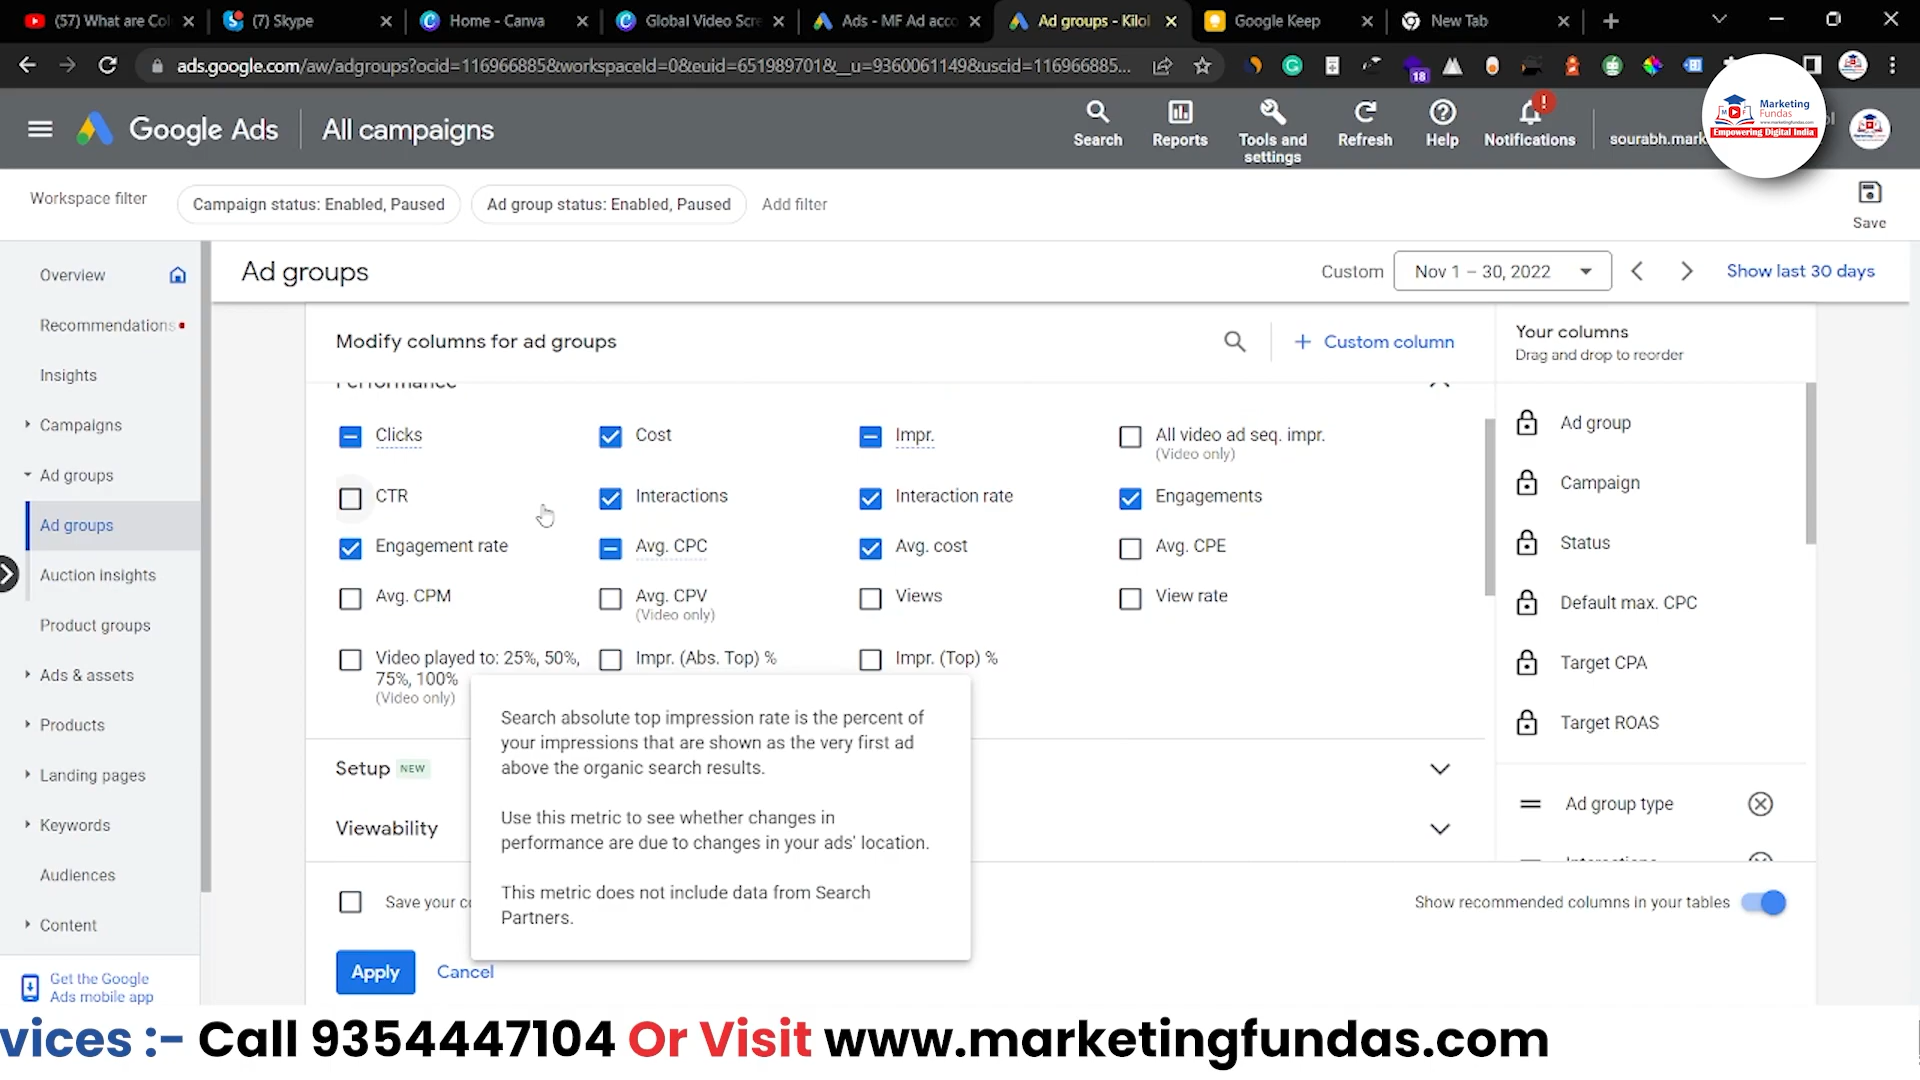 (57) What are Col
(7) Skype
Home - Canva
Global Video Scre
Ads - MF Ad acco
Ad groups - Kilol
Google Keep
New Tab
ads.google.com/aw/adgroups?ocid=116966885&workspaceId=0&euid=651989701&__u=9360061149&uscid=116966885...
18
Google Ads
All campaigns
Search
Reports
Tools and
settings
Refresh
Help
Notifications
sourabh.mark
Marketing
Fundas
www.marketingfundas.com
Empowering Digital India
Workspace filter
Campaign status: Enabled, Paused
Ad group status: Enabled, Paused
Add filter
Save
Overview
Recommendations
Insights
Campaigns
Ad groups
Ad groups
Auction insights
Product groups
Ads & assets
Products
Landing pages
Keywords
Audiences
Content
Get the Google
Ads mobile app
Ad groups
Custom
Nov 1 – 30, 2022
Show last 30 days
Modify columns for ad groups
+ Custom column
Performance
Clicks
Cost
Impr.
All video ad seq. impr.
(Video only)
CTR
Interactions
Interaction rate
Engagements
Engagement rate
Avg. CPC
Avg. cost
Avg. CPE
Avg. CPM
Avg. CPV
(Video only)
Views
View rate
Video played to: 25%, 50%,
75%, 100%
(Video only)
Impr. (Abs. Top) %
Impr. (Top) %
Search absolute top impression rate is the percent of
your impressions that are shown as the very first ad
above the organic search results.
Use this metric to see whether changes in
performance are due to changes in your ads' location.
This metric does not include data from Search
Partners.
Setup NEW
Viewability
Save your co
Show recommended columns in your tables
Apply
Cancel
Your columns
Drag and drop to reorder
Ad group
Campaign
Status
Default max. CPC
Target CPA
Target ROAS
Ad group type
Interactions
vices :- Call 9354447104 Or Visit www.marketingfundas.com